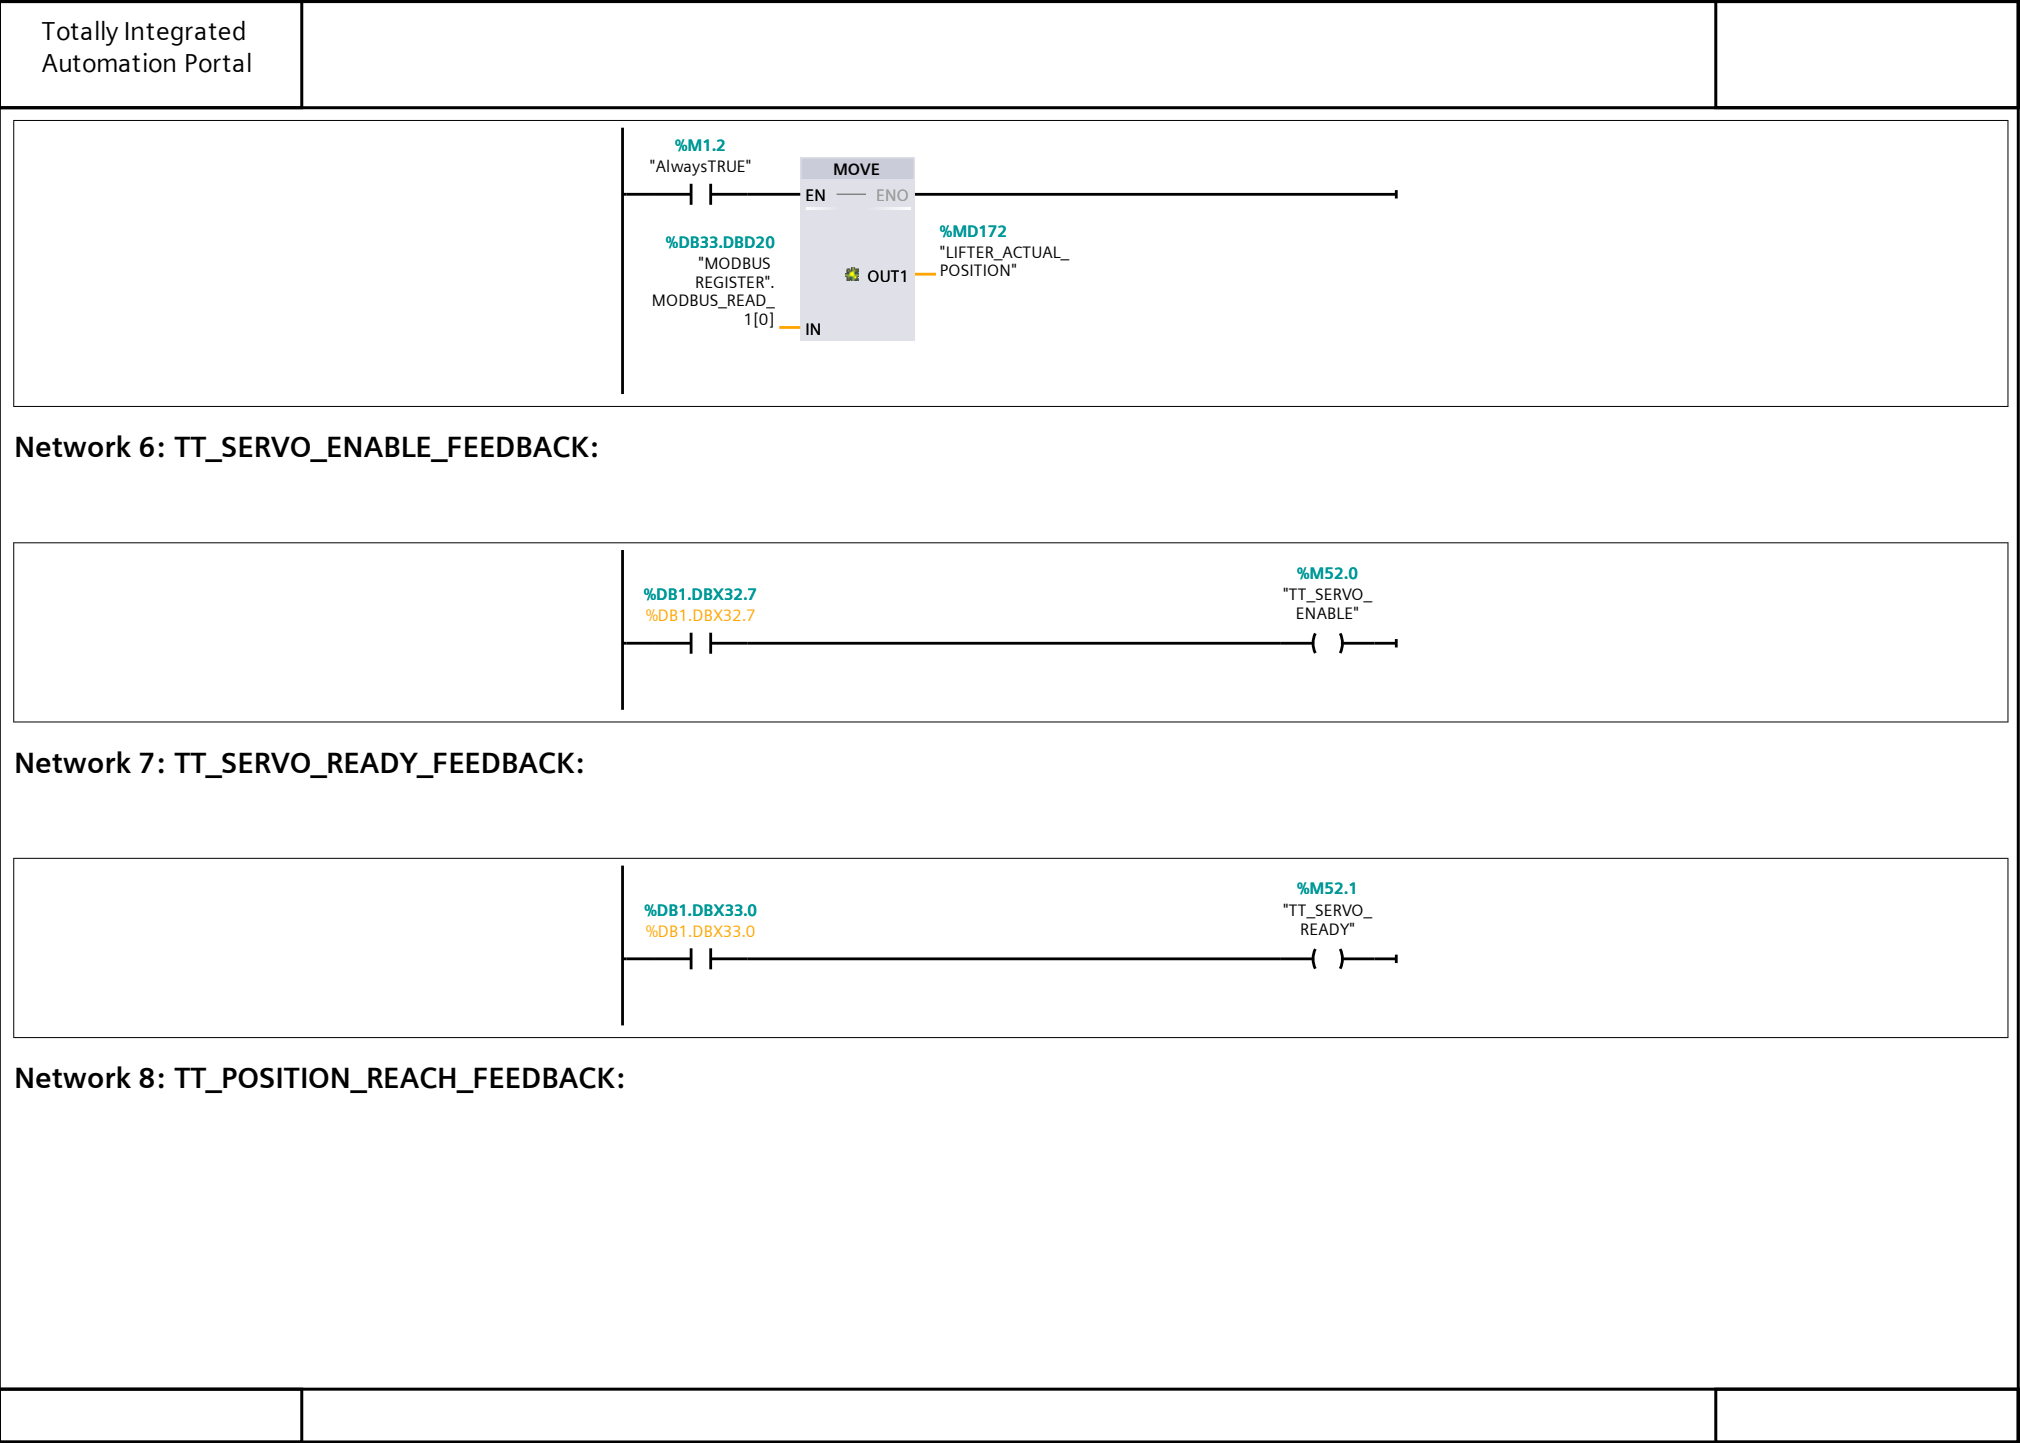 Totally Integrated
Automation Portal
%M1.2
"AlwaysTRUE"
MOVE
EN
ENO
%DB33.DBD20
"MODBUS
REGISTER".
MODBUS_READ_
1[0]
IN
OUT1
%MD172
"LIFTER_ACTUAL_
POSITION"
Network 6: TT_SERVO_ENABLE_FEEDBACK:
%DB1.DBX32.7
%DB1.DBX32.7
%M52.0
"TT_SERVO_
ENABLE"
Network 7: TT_SERVO_READY_FEEDBACK:
%DB1.DBX33.0
%DB1.DBX33.0
%M52.1
"TT_SERVO_
READY"
Network 8: TT_POSITION_REACH_FEEDBACK: